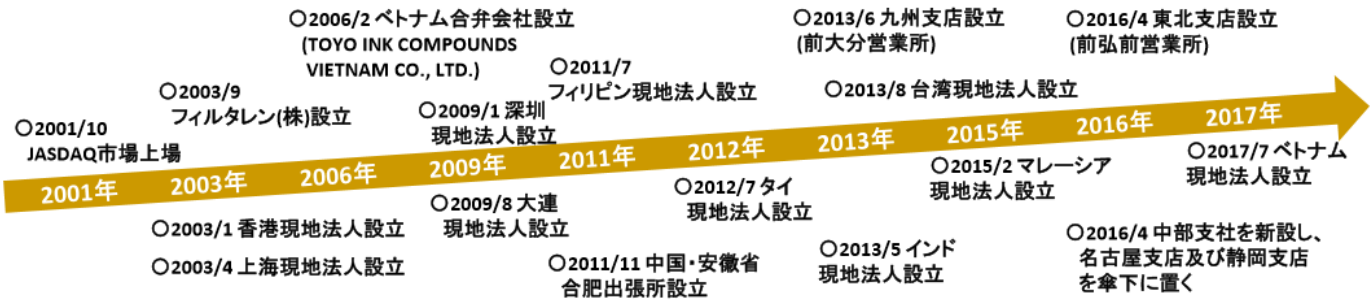 ○2001/10
JASDAQ市場上場
○2003/9
フィルタレン(株)設立
○2006/2 ベトナム合弁会社設立
(TOYO INK COMPOUNDS
VIETNAM CO., LTD.)
○2009/1 深圳
現地法人設立
○2011/7
フィリピン現地法人設立
○2013/6 九州支店設立
(前大分営業所)
○2013/8 台湾現地法人設立
○2016/4 東北支店設立
(前弘前営業所)
2001年
2003年
2006年
2009年
2011年
2012年
2013年
2015年
2016年
2017年
○2003/1 香港現地法人設立
○2003/4 上海現地法人設立
○2009/8 大連
現地法人設立
○2011/11 中国・安徽省
合肥出張所設立
○2012/7 タイ
現地法人設立
○2013/5 インド
現地法人設立
○2015/2 マレーシア
現地法人設立
○2016/4 中部支社を新設し、
名古屋支店及び静岡支店
を傘下に置く
○2017/7 ベトナム
現地法人設立